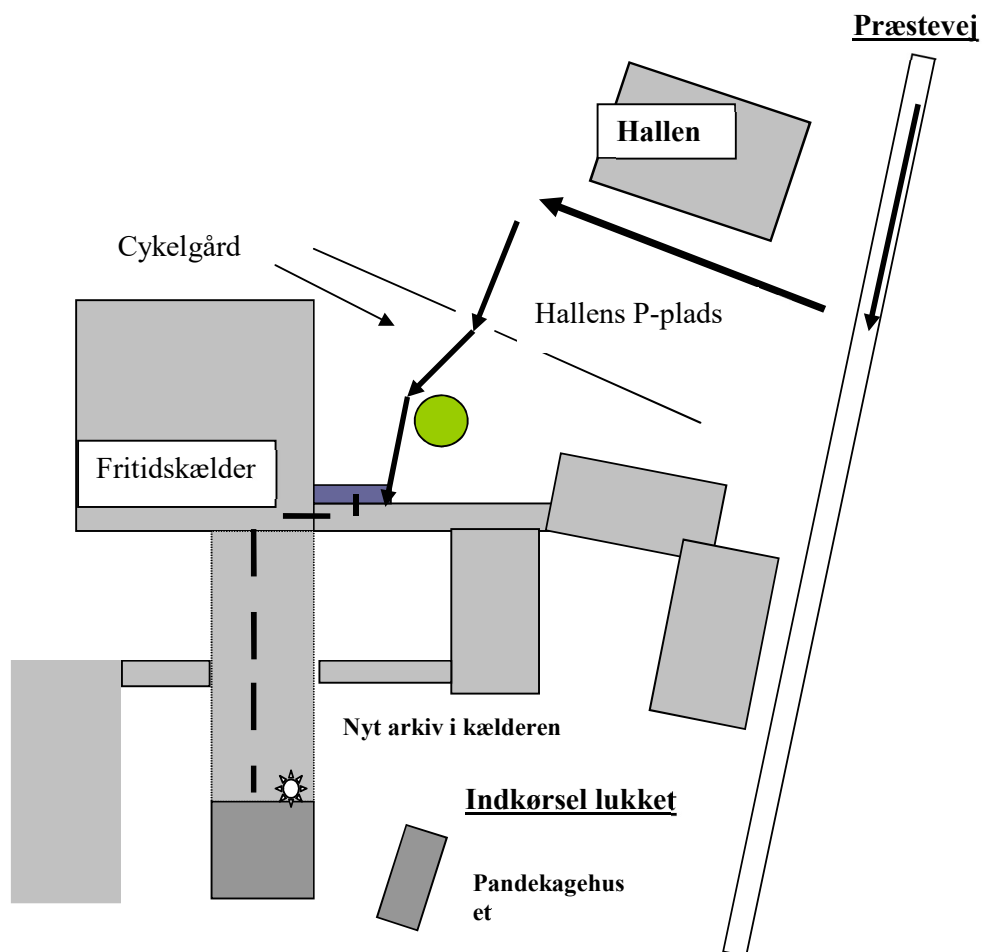 Præstevej
Hallen
Cykelgård
Hallens P-plads
Fritidskælder
Nyt arkiv i kælderen
Indkørsel lukket
Pandekagehus
et